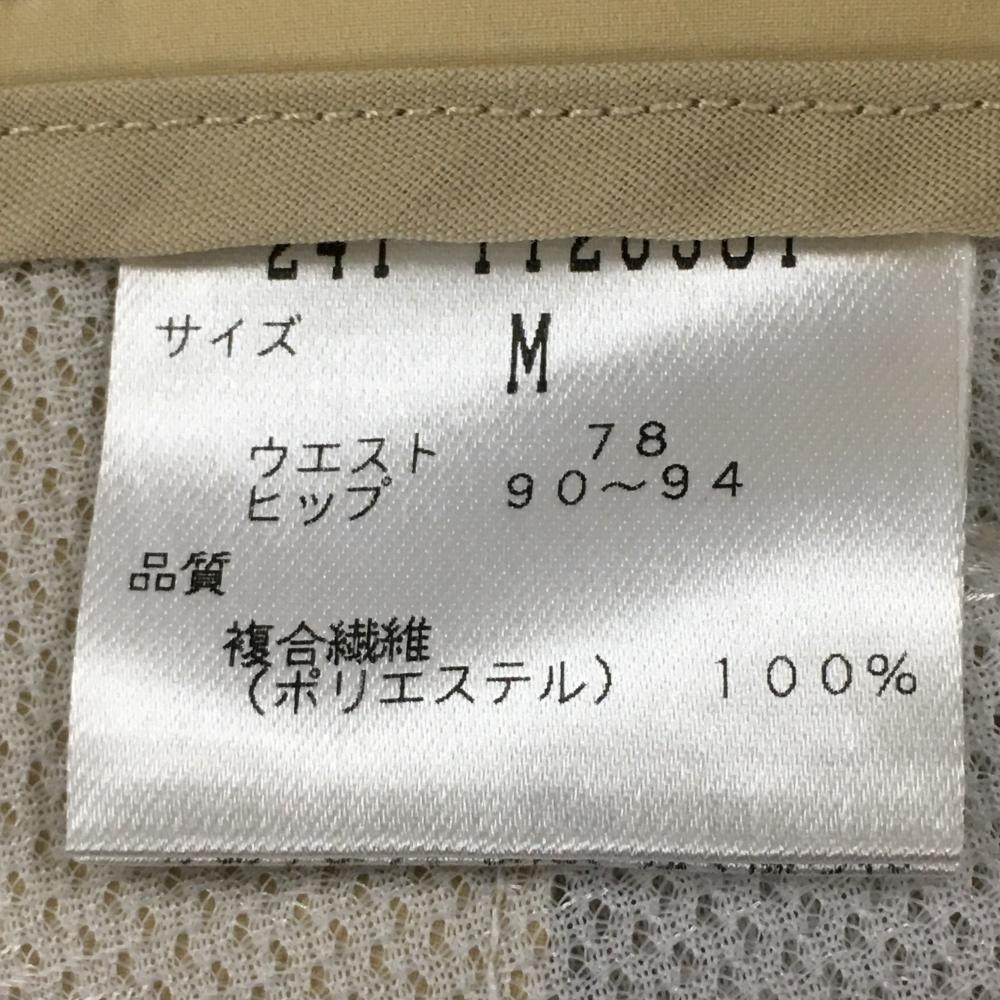 サイズ M
ウエスト 78
ヒップ 90～94
品質
複合繊維
(ポリエステル) 100%